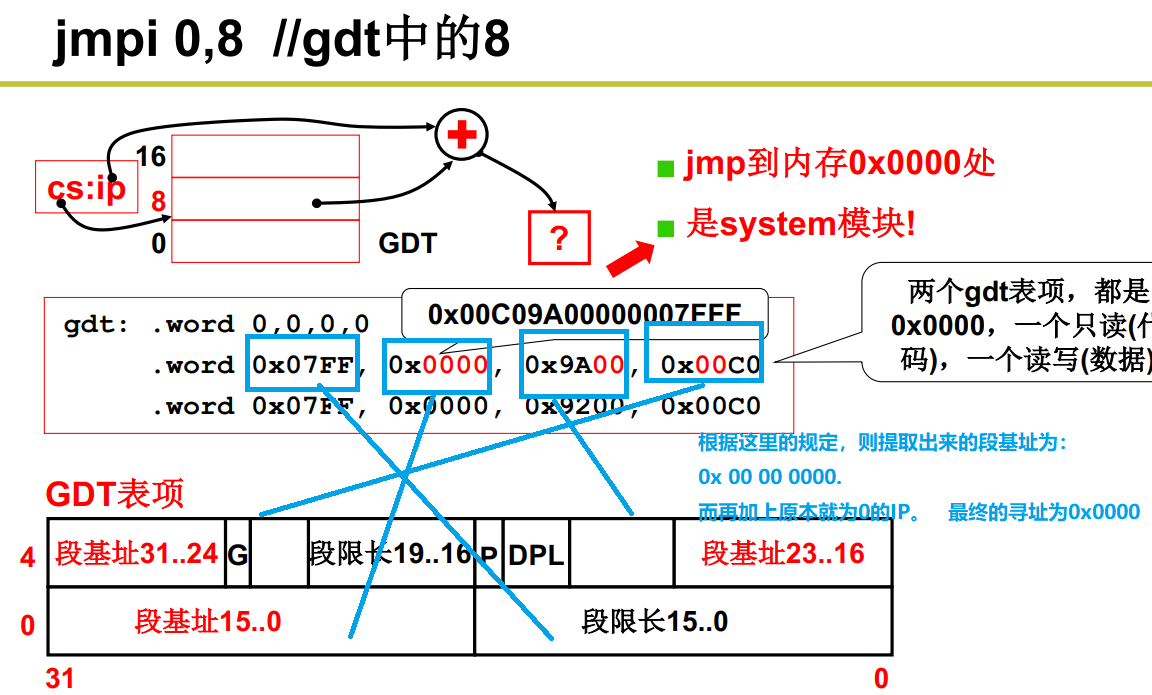 jmpi 0,8 //gdt中的8
16
cs:ip
8
0
GDT
?
jmp到内存0x0000处
是system模块!
0x00C09A00000007FFF
两个gdt表项，都是
0x0000，一个只读(代
码)，一个读写(数据)
gdt: .word 0,0,0,0
.word 0x07FF, 0x0000, 0x9A00, 0x00C0
.word 0x07FF, 0x0000, 0x9200, 0x00C0
根据这里的规定，则提取出来的段基址为：
0x 00 00 0000.
而再加上原本就为0的IP。 最终的寻址为0x0000
GDT表项
4 段基址31..24 G 段限长19..16 P DPL 段基址23..16
0 段基址15..0 段限长15..0
31 0